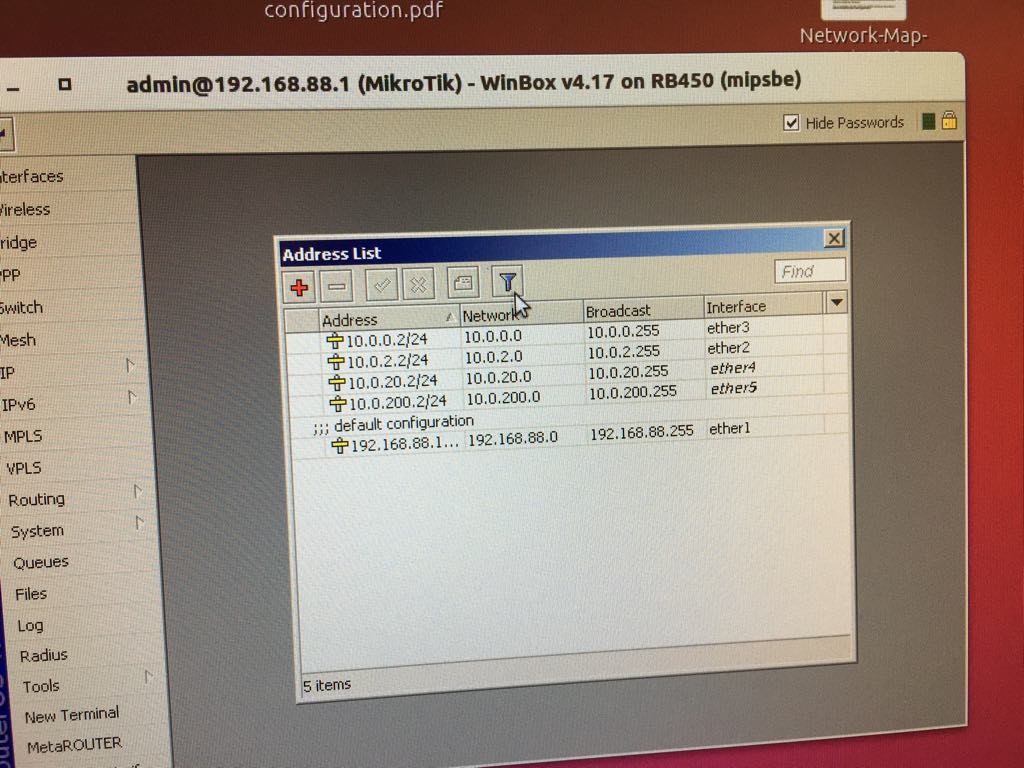 configuration.pdf
Network-Map-
admin@192.168.88.1 (MikroTik) - WinBox v4.17 on RB450 (mipsbe)
Hide Passwords
terfaces
ireless
ridge
PP
Switch
Mesh
IP
IPv6
MPLS
VPLS
Routing
System
Queues
Files
Log
Radius
Tools
New Terminal
MetaROUTER
Address List
Find
Address Network Broadcast Interface
10.0.0.2/24 10.0.0.0 10.0.0.255 ether3
10.0.2.2/24 10.0.2.0 10.0.2.255 ether2
10.0.20.2/24 10.0.20.0 10.0.20.255 ether4
10.0.200.2/24 10.0.200.0 10.0.200.255 ether5
;;; default configuration
192.168.88.1... 192.168.88.0 192.168.88.255 ether1
5 items